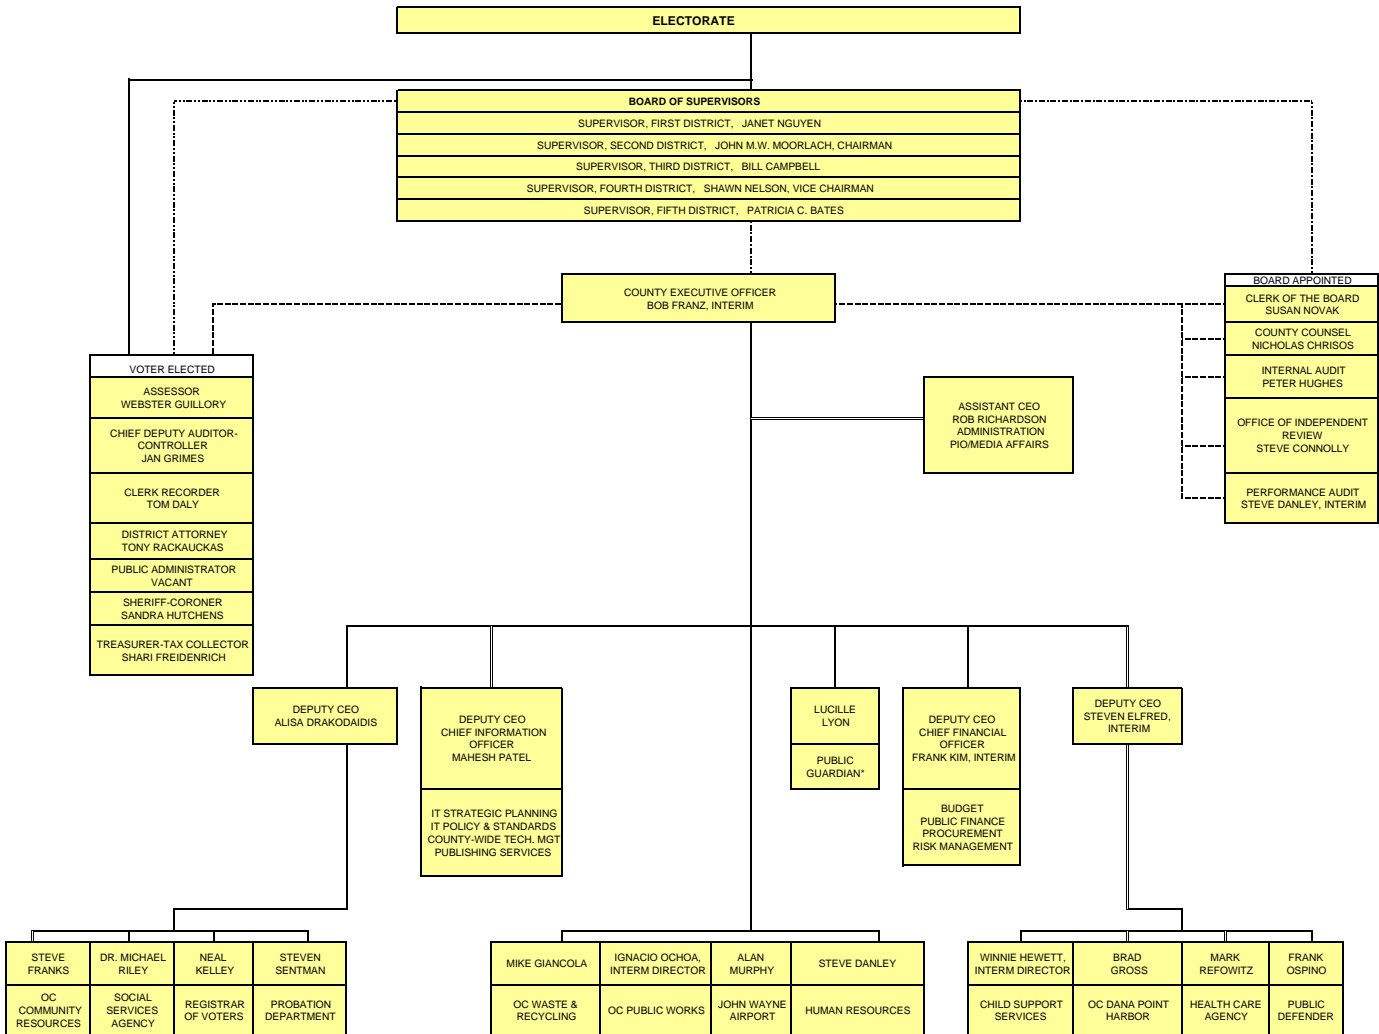 ELECTORATE
BOARD OF SUPERVISORS
SUPERVISOR, FIRST DISTRICT, JANET NGUYEN
SUPERVISOR, SECOND DISTRICT, JOHN M.W. MOORLACH, CHAIRMAN
SUPERVISOR, THIRD DISTRICT, BILL CAMPBELL
SUPERVISOR, FOURTH DISTRICT, SHAWN NELSON, VICE CHAIRMAN
SUPERVISOR, FIFTH DISTRICT, PATRICIA C. BATES
COUNTY EXECUTIVE OFFICER
BOB FRANZ, INTERIM
BOARD APPOINTED
CLERK OF THE BOARD
SUSAN NOVAK
COUNTY COUNSEL
NICHOLAS CHRISOS
INTERNAL AUDIT
PETER HUGHES
OFFICE OF INDEPENDENT
REVIEW
STEVE CONNOLLY
PERFORMANCE AUDIT
STEVE DANLEY, INTERIM
VOTER ELECTED
ASSESSOR
WEBSTER GUILLORY
CHIEF DEPUTY AUDITOR-
CONTROLLER
JAN GRIMES
CLERK RECORDER
TOM DALY
DISTRICT ATTORNEY
TONY RACKAUCKAS
PUBLIC ADMINISTRATOR
VACANT
SHERIFF-CORONER
SANDRA HUTCHENS
TREASURER-TAX COLLECTOR
SHARI FREIDENRICH
ASSISTANT CEO
ROB RICHARDSON
ADMINISTRATION
PIO/MEDIA AFFAIRS
DEPUTY CEO
ALISA DRAKODAIDIS
DEPUTY CEO
CHIEF INFORMATION
OFFICER
MAHESH PATEL
IT STRATEGIC PLANNING
IT POLICY & STANDARDS
COUNTY-WIDE TECH. MGT
PUBLISHING SERVICES
LUCILLE
LYON
PUBLIC
GUARDIAN*
DEPUTY CEO
CHIEF FINANCIAL
OFFICER
FRANK KIM, INTERIM
BUDGET
PUBLIC FINANCE
PROCUREMENT
RISK MANAGEMENT
DEPUTY CEO
STEVEN ELFRED,
INTERIM
STEVE
FRANKS
OC
COMMUNITY
RESOURCES
DR. MICHAEL
RILEY
SOCIAL
SERVICES
AGENCY
NEAL
KELLEY
REGISTRAR
OF VOTERS
STEVEN
SENTMAN
PROBATION
DEPARTMENT
MIKE GIANCOLA
OC WASTE &
RECYCLING
IGNACIO OCHOA,
INTERM DIRECTOR
OC PUBLIC WORKS
ALAN
MURPHY
JOHN WAYNE
AIRPORT
STEVE DANLEY
HUMAN RESOURCES
WINNIE HEWETT,
INTERM DIRECTOR
CHILD SUPPORT
SERVICES
BRAD
GROSS
OC DANA POINT
HARBOR
MARK
REFOWITZ
HEALTH CARE
AGENCY
FRANK
OSPINO
PUBLIC
DEFENDER